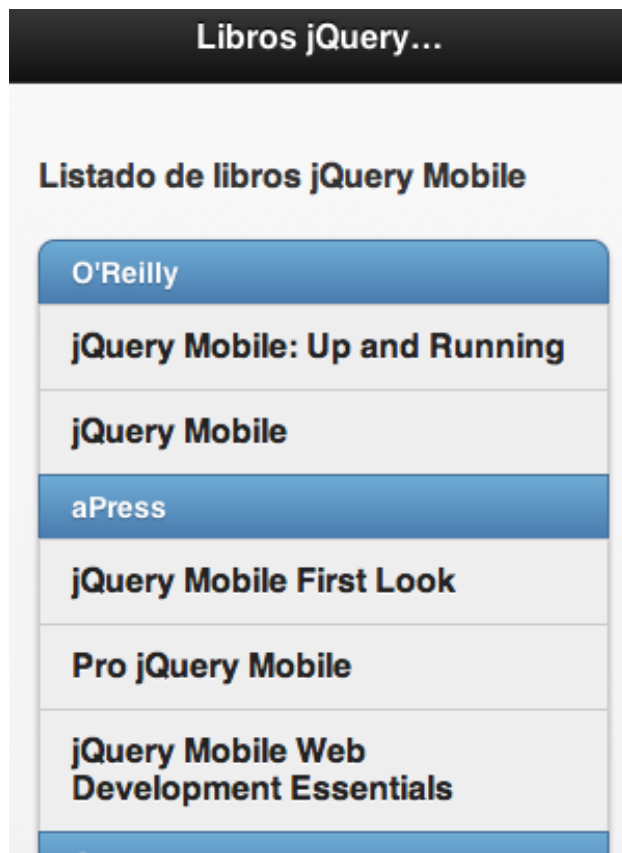 Libros jQuery...
Listado de libros jQuery Mobile
O'Reilly
jQuery Mobile: Up and Running
jQuery Mobile
aPress
jQuery Mobile First Look
Pro jQuery Mobile
jQuery Mobile Web
Development Essentials